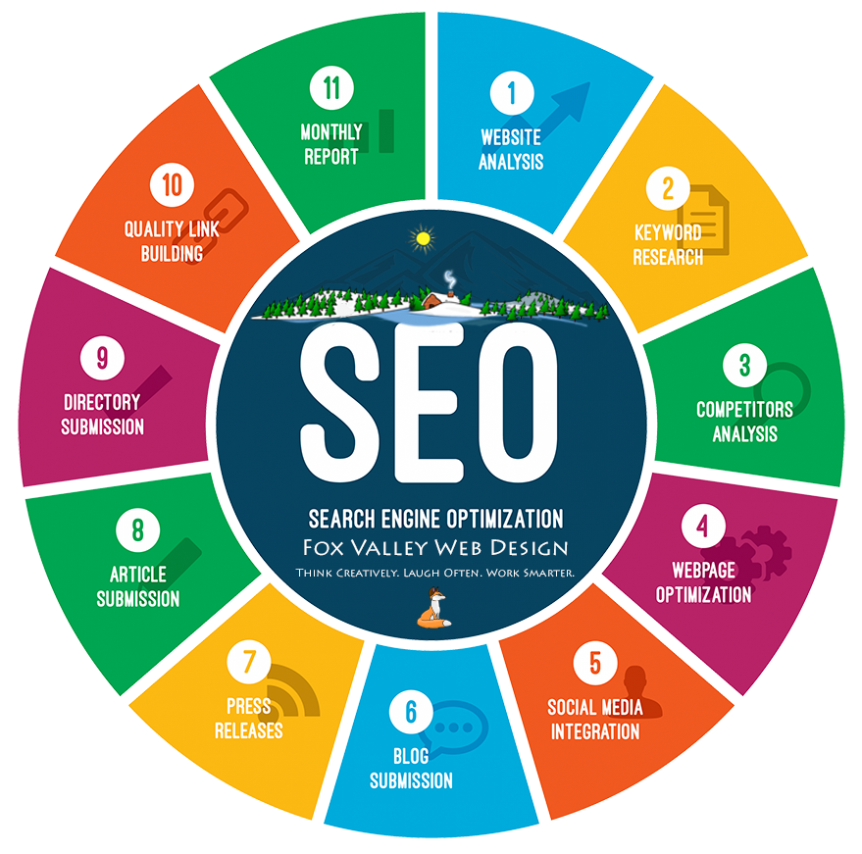 1
WEBSITE
ANALYSIS
2
KEYWORD
RESEARCH
3
COMPETITORS
ANALYSIS
4
WEBPAGE
OPTIMIZATION
5
SOCIAL MEDIA
INTEGRATION
6
BLOG
SUBMISSION
7
PRESS
RELEASES
8
ARTICLE
SUBMISSION
9
DIRECTORY
SUBMISSION
10
QUALITY LINK
BUILDING
11
MONTHLY
REPORT
SEO
SEARCH ENGINE OPTIMIZATION
FOX VALLEY WEB DESIGN
THINK CREATIVELY. LAUGH OFTEN. WORK SMARTER.